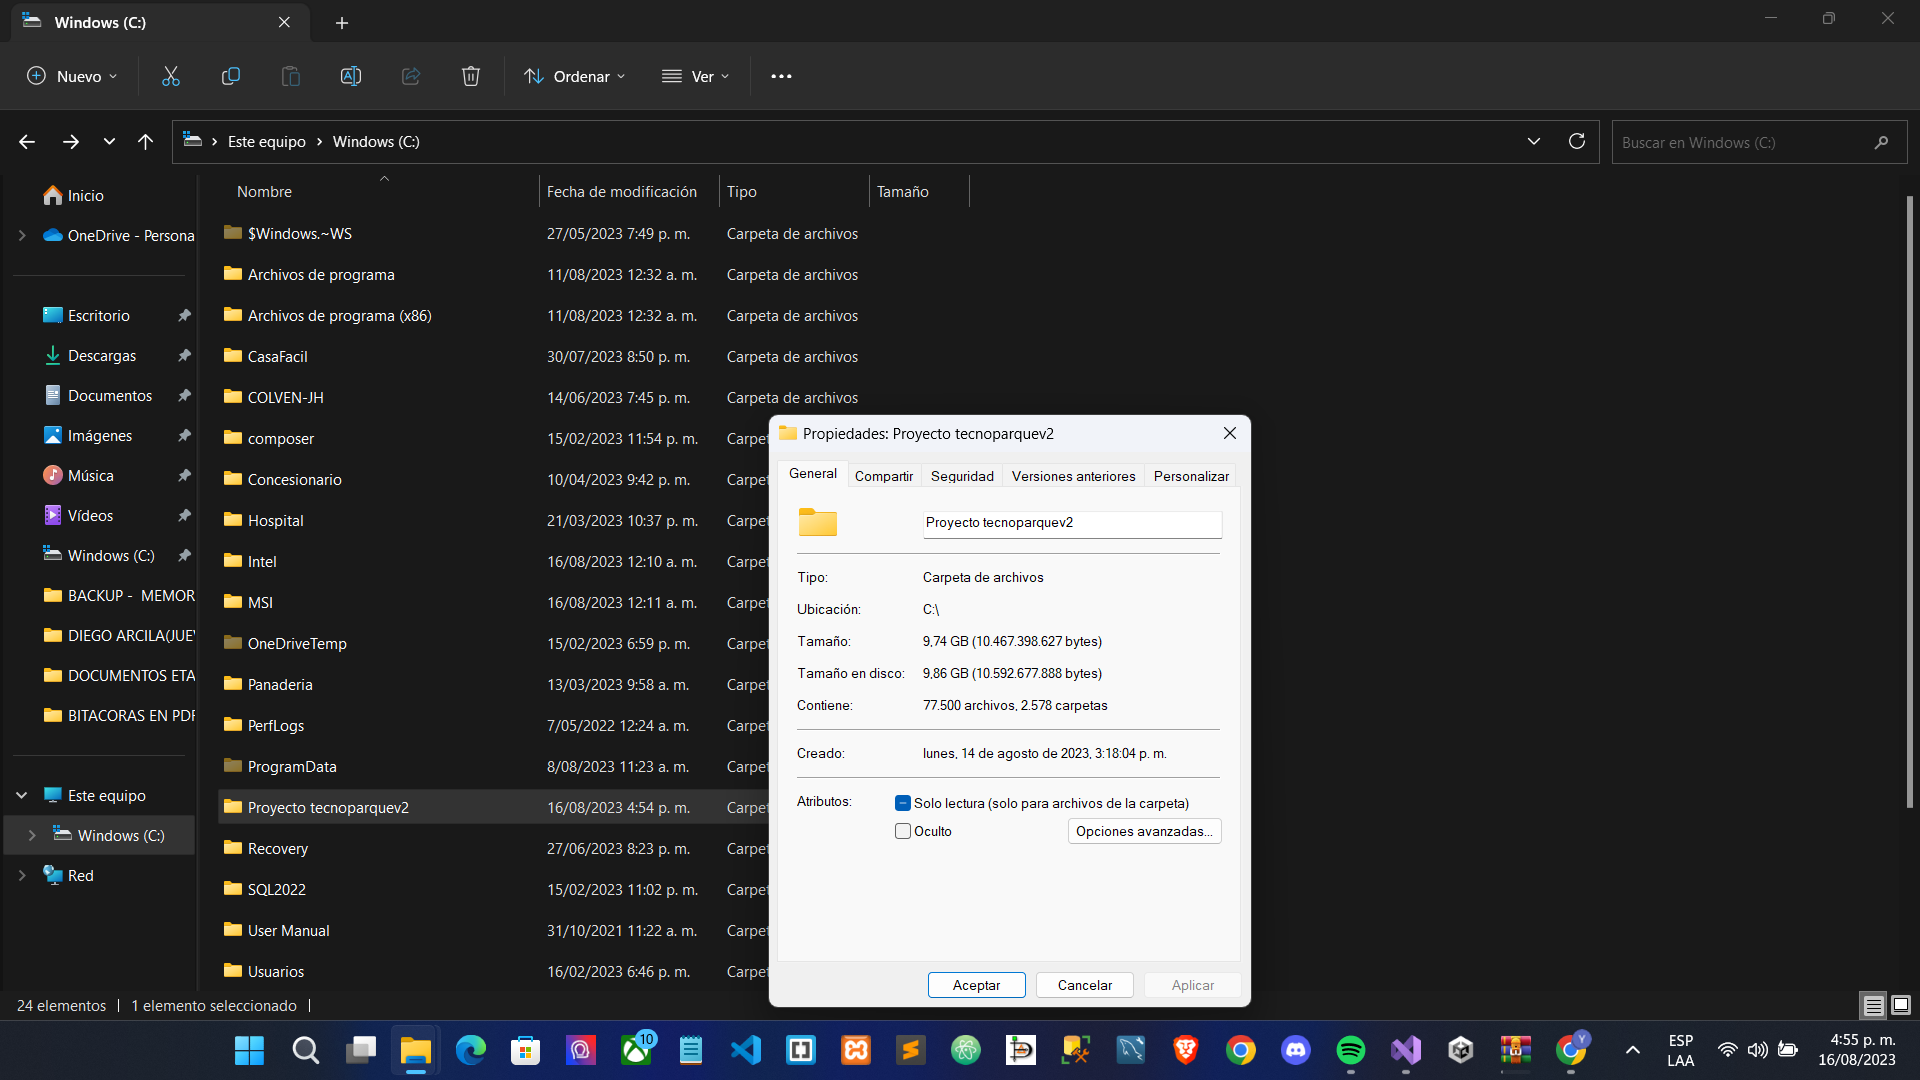 Windows (C:)
Nuevo
Ordenar
Ver
Este equipo
Windows (C:)
Buscar en Windows (C:)
Inicio
OneDrive - Persona
Escritorio
Descargas
Documentos
Imágenes
Música
Vídeos
Windows (C:)
BACKUP - MEMOR
DIEGO ARCILA(JUE
DOCUMENTOS ETA
BITACORAS EN PDF
Este equipo
Windows (C:)
Red
Nombre Fecha de modificación Tipo Tamaño
$Windows.~WS 27/05/2023 7:49 p. m. Carpeta de archivos
Archivos de programa 11/08/2023 12:32 a. m. Carpeta de archivos
Archivos de programa (x86) 11/08/2023 12:32 a. m. Carpeta de archivos
CasaFacil 30/07/2023 8:50 p. m. Carpeta de archivos
COLVEN-JH 14/06/2023 7:45 p. m. Carpeta de archivos
composer 15/02/2023 11:54 p. m. Carpet
Concesionario 10/04/2023 9:42 p. m. Carpet
Hospital 21/03/2023 10:37 p. m. Carpet
Intel 16/08/2023 12:10 a. m. Carpet
MSI 16/08/2023 12:11 a. m. Carpet
OneDriveTemp 15/02/2023 6:59 p. m. Carpet
Panaderia 13/03/2023 9:58 a. m. Carpet
PerfLogs 7/05/2022 12:24 a. m. Carpet
ProgramData 8/08/2023 11:23 a. m. Carpet
Proyecto tecnoparquev2 16/08/2023 4:54 p. m. Carpet
Recovery 27/06/2023 8:23 p. m. Carpet
SQL2022 15/02/2023 11:02 p. m. Carpet
User Manual 31/10/2021 11:22 a. m. Carpet
Usuarios 16/02/2023 6:46 p. m. Carpet
Propiedades: Proyecto tecnoparquev2
General Compartir Seguridad Versiones anteriores Personalizar
Proyecto tecnoparquev2
Tipo: Carpeta de archivos
Ubicación: C:\
Tamaño: 9,74 GB (10.467.398.627 bytes)
Tamaño en disco: 9,86 GB (10.592.677.888 bytes)
Contiene: 77.500 archivos, 2.578 carpetas
Creado: lunes, 14 de agosto de 2023, 3:18:04 p. m.
Atributos: Solo lectura (solo para archivos de la carpeta)
Oculto Opciones avanzadas...
Aceptar Cancelar Aplicar
24 elementos 1 elemento seleccionado
10
Y
ESP
LAA
4:55 p. m.
16/08/2023